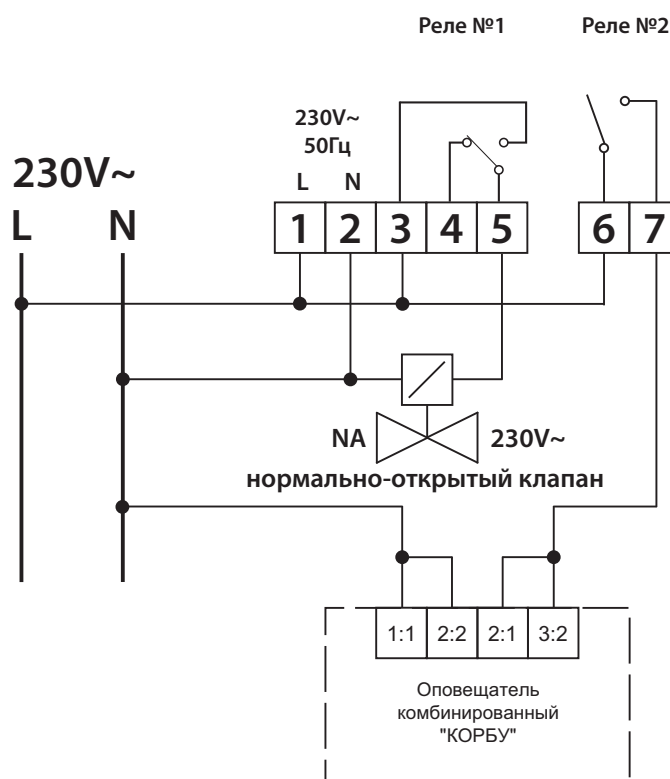 Реле №1
Реле №2
230V~
50Гц
L N
230V~
L N
1 2 3 4 5
6 7
NA
230V~
нормально-открытый клапан
1:1 2:2 2:1 3:2
Оповещатель
комбинированный
"КОРБУ"